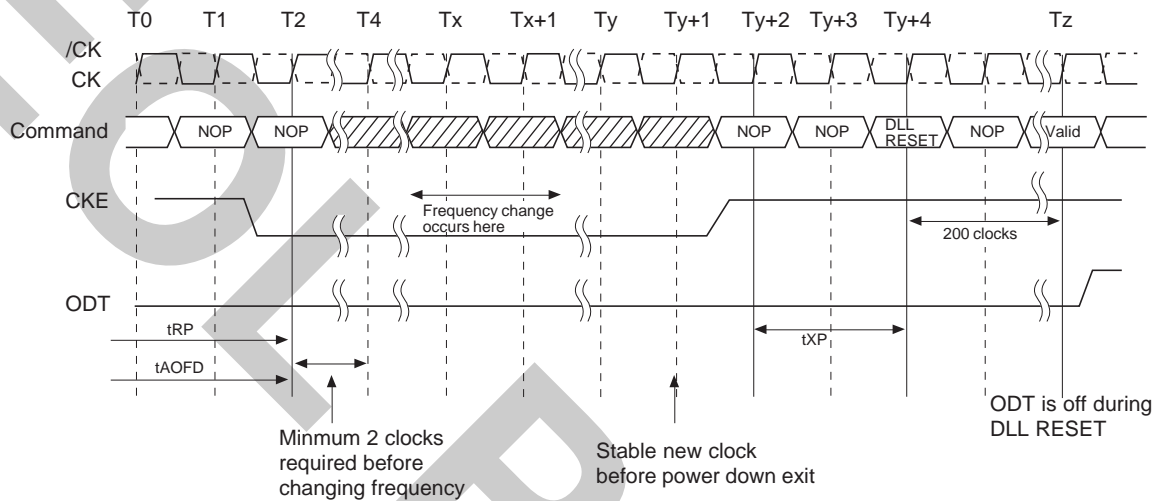 T0 T1 T2 T4 Tx Tx+1 Ty Ty+1 Ty+2 Ty+3 Ty+4 Tz
/CK
CK
Command
NOP NOP NOP NOP DLL RESET NOP Valid
CKE
Frequency change
occurs here
200 clocks
ODT
tRP
tXP
tAOFD
Minmum 2 clocks
required before
changing frequency
Stable new clock
before power down exit
ODT is off during
DLL RESET